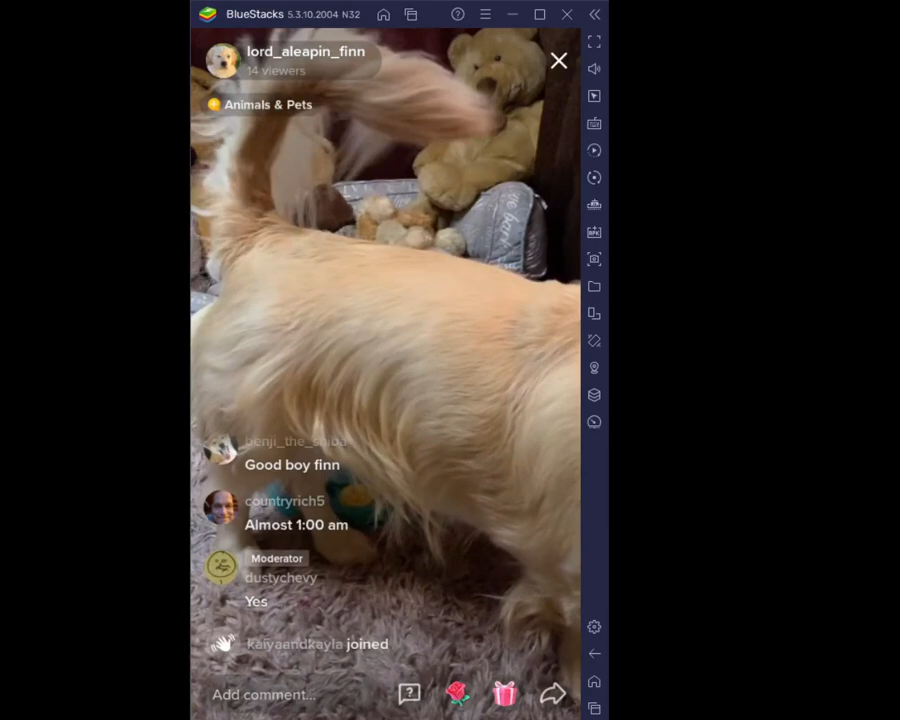 BlueStacks 5.3.10.2004 N32
lord_aleapin_finn
14 viewers
Animals & Pets
benji_the_shiba
Good boy finn
countryrich5
Almost 1:00 am
Moderator
dustychevy
Yes
kaiyaandkayla joined
Add comment...